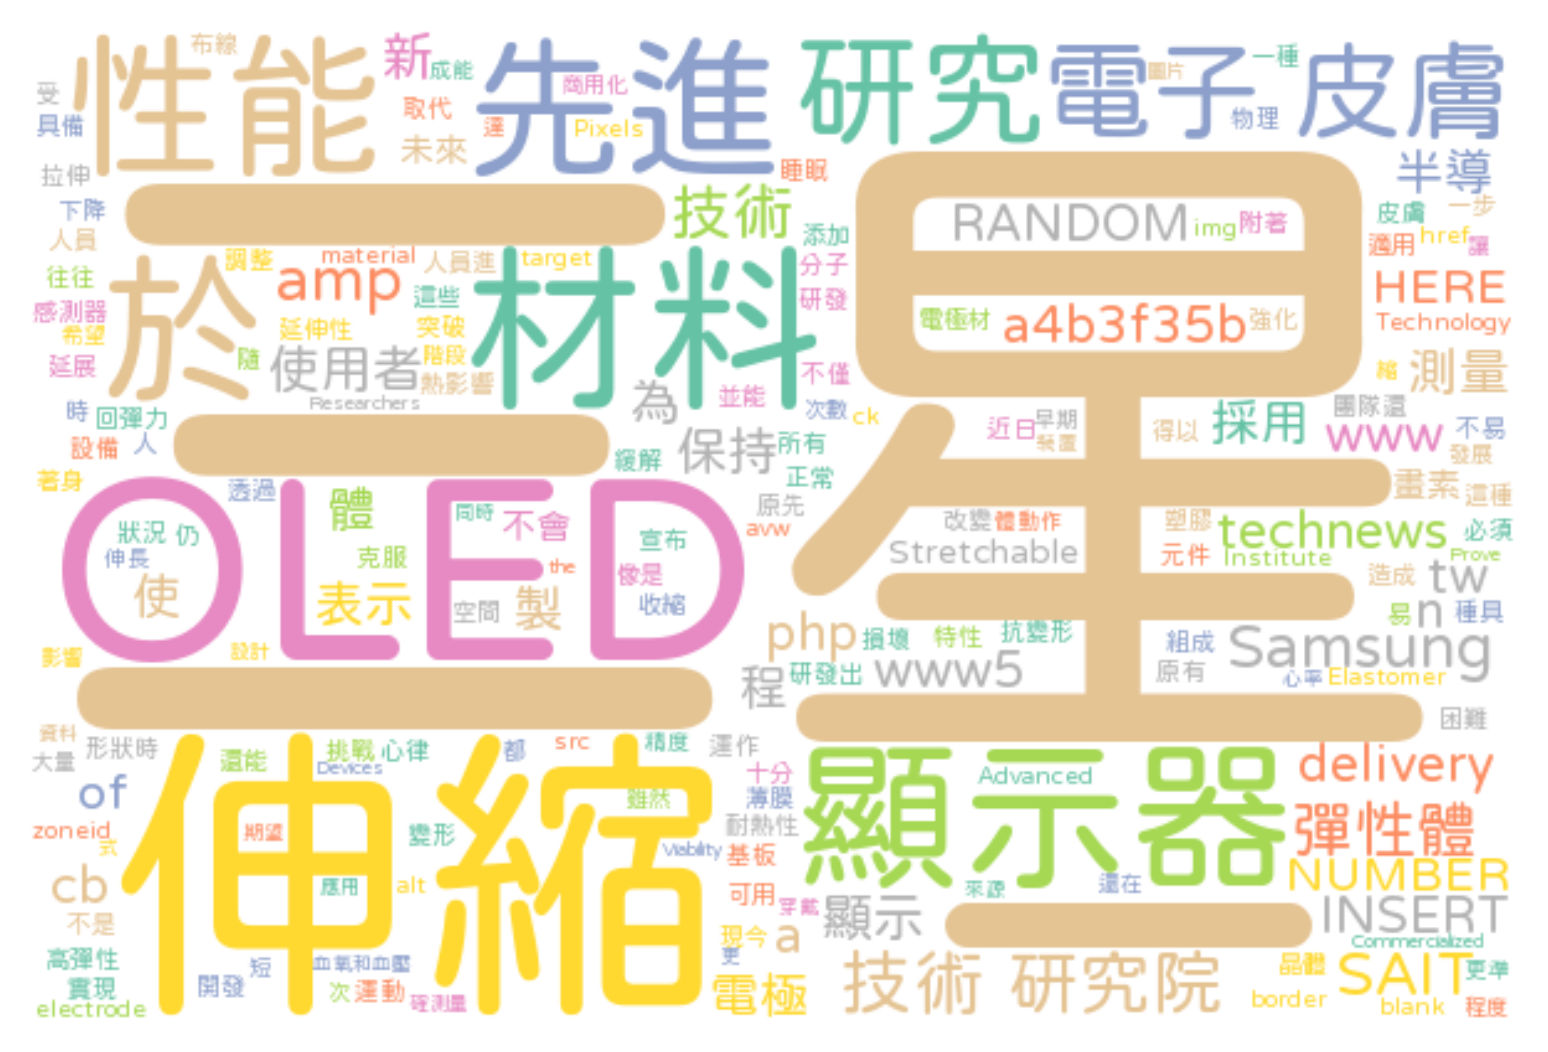 布線 新 成能 性能 先進 商用化 研究 電子 圖片 一種 皮膚
受 取代 Pixels
具備 未來 達 物理
拉伸 睡眠 半導
三星
下降 技術 皮膚 一步
人員 添加 RANDOM img 附著 適用 href 讓
調整 material 人員進 target
往往 於 amp 這些 材料 分子 HERE
感測器 研發 電極材 a4b3f35b 強化 Technology
希望 延伸性 突破
延展 隨 使用者 階段 不僅 縮 測量
熱影響
時 Researchers 為 並能 次數 ck 團隊還
回彈力 近日 早期 得以 採用 www 不易
設備 人 保持 所有 裝置 發展
緩解
著身 正常 畫素 這種
OLED
透過 體 同時 不會 原先 改變 體動作 塑膠 technews 必須
狀況 仍 宣布 avw
伸長 克服 the 像是 Stretchable 元件 Institute Prove
使 表示 空間 製 收縮 造成 tw
易 n 種具
php 損壞 特性 抗變形 組成 Samsung
影響 設計 程 研發出 www5 原有 心率 Elastomer
資料 困難
大量 形狀時 還能 挑戰 心律 都 src 精度 運作
of Devices 十分 Advanced delivery
伸縮 顯示器
雖然 薄膜
zoneid 式 期望 變形 耐熱性 彈性體
Viability 基板
cb 應用 alt 可用 來源 還在 NUMBER
不是 穿戴 顯示 INSERT
現今 a Commercialized
高彈性 短 血氧和血壓 更 晶體 SAIT 更準
實現 開發 次 運動 確測量 電極 技術 研究院
electrode border blank 程度